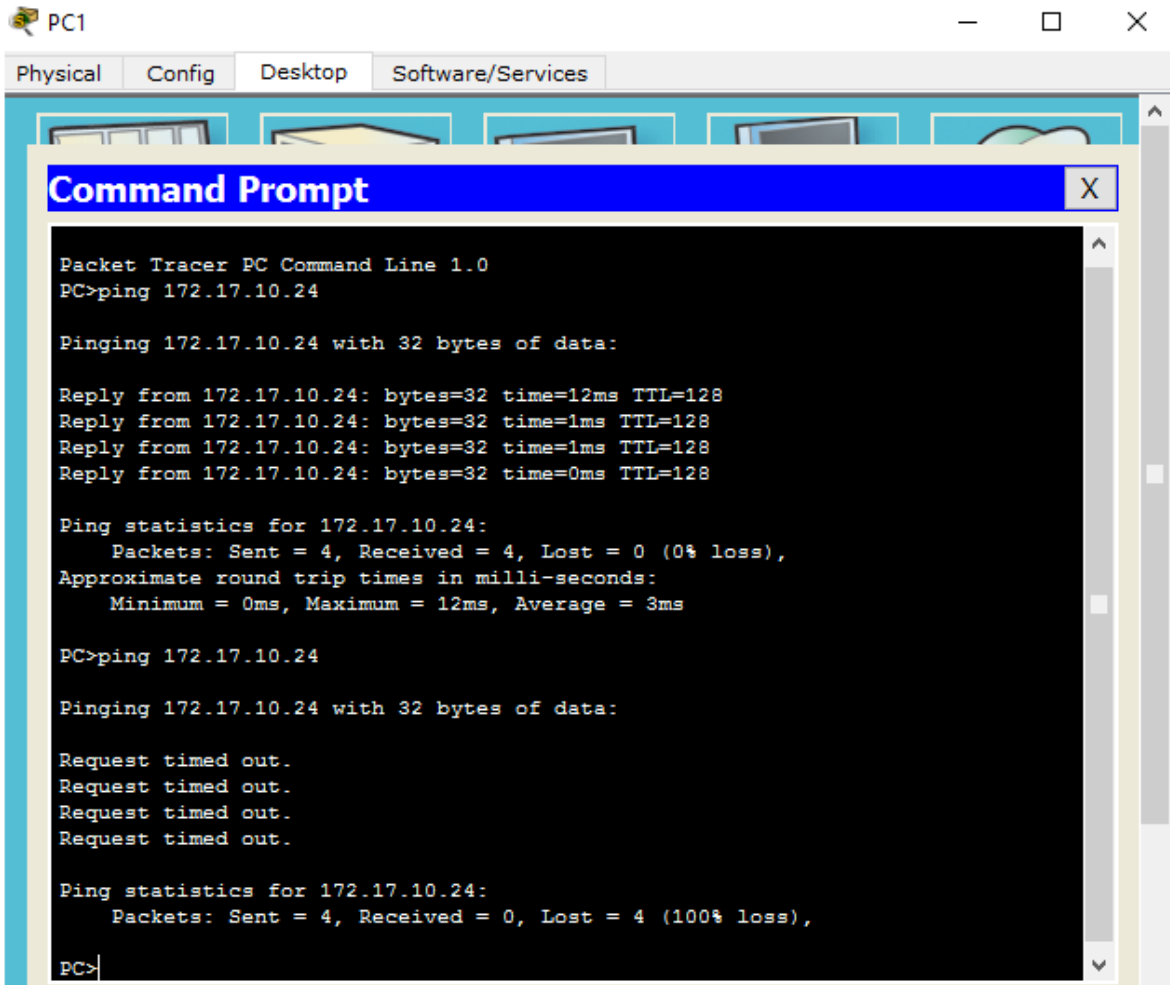 PC1
Physical Config Desktop Software/Services
Command Prompt
X
Packet Tracer PC Command Line 1.0
PC>ping 172.17.10.24
Pinging 172.17.10.24 with 32 bytes of data:
Reply from 172.17.10.24: bytes=32 time=12ms TTL=128
Reply from 172.17.10.24: bytes=32 time=1ms TTL=128
Reply from 172.17.10.24: bytes=32 time=1ms TTL=128
Reply from 172.17.10.24: bytes=32 time=0ms TTL=128
Ping statistics for 172.17.10.24:
Packets: Sent = 4, Received = 4, Lost = 0 (0% loss),
Approximate round trip times in milli-seconds:
Minimum = 0ms, Maximum = 12ms, Average = 3ms
PC>ping 172.17.10.24
Pinging 172.17.10.24 with 32 bytes of data:
Request timed out.
Request timed out.
Request timed out.
Request timed out.
Ping statistics for 172.17.10.24:
Packets: Sent = 4, Received = 0, Lost = 4 (100% loss),
PC>